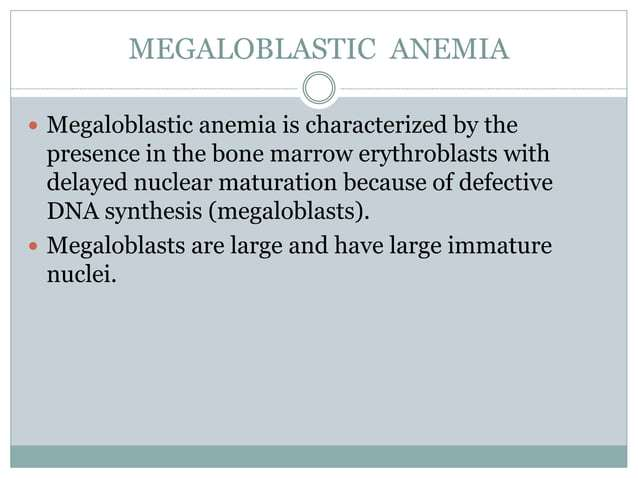 MEGALOBLASTIC ANEMIA
• Megaloblastic anemia is characterized by the
presence in the bone marrow erythroblasts with
delayed nuclear maturation because of defective
DNA synthesis (megaloblasts).
• Megaloblasts are large and have large immature
nuclei.